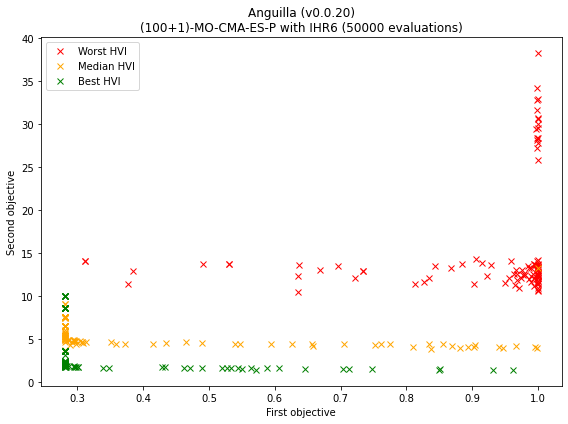 Anguilla (v0.0.20)
(100+1)-MO-CMA-ES-P with IHR6 (50000 evaluations)
Worst HVI
Median HVI
Best HVI
Second objective
40
35
30
25
20
15
10
5
0
0.3 0.4 0.5 0.6 0.7 0.8 0.9 1.0
First objective